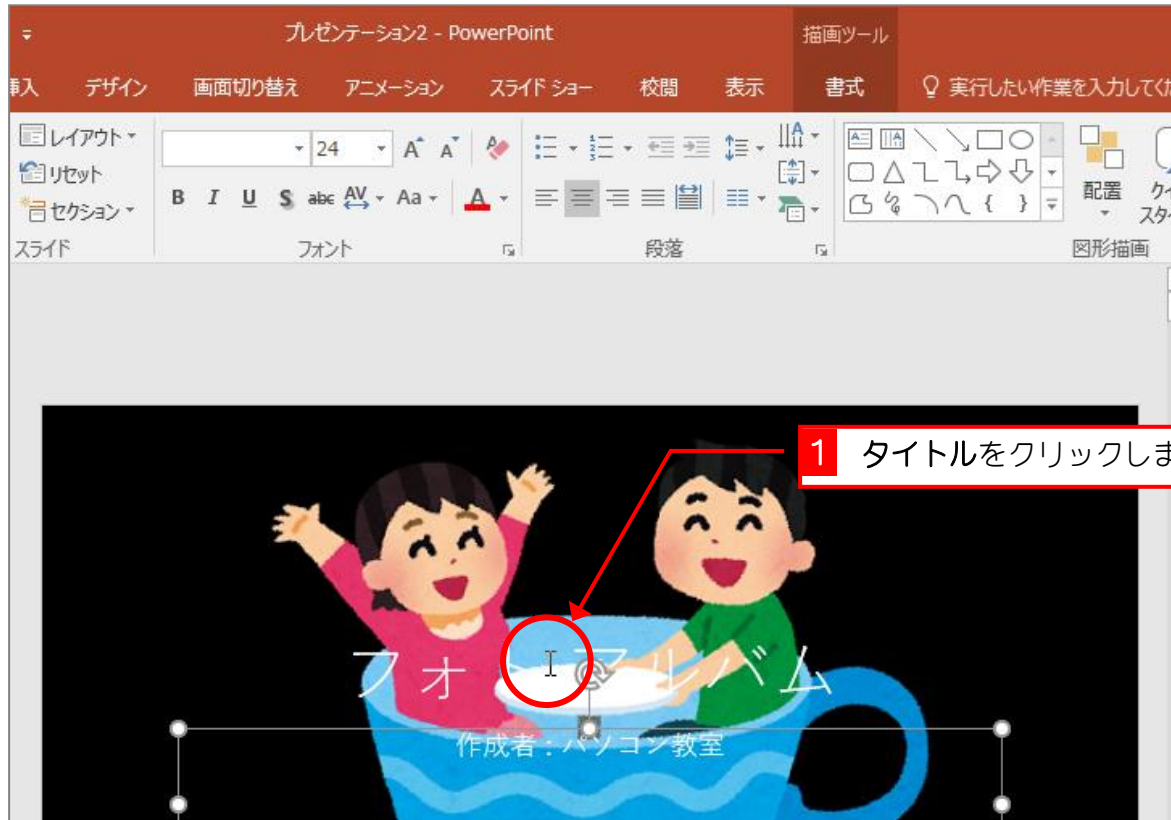 プレゼンテーション2 - PowerPoint
描画ツール
挿入 デザイン 画面切り替え アニメーション スライド ショー 校閲 表示 書式 実行したい作業を入力してくだ
レイアウト 24 A A
リセット 配置
セクション B I U S abc AV Aa A
スライド フォント 段落 図形描画
1 タイトルをクリックしま
フォトアルバム
作成者:パソコン教室